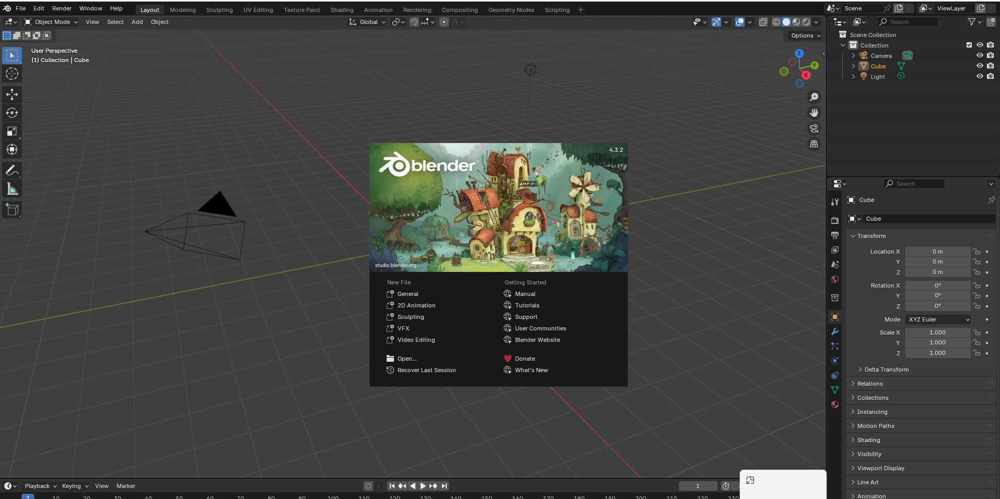 File Edit Render Window Help Layout Modeling Sculpting UV Editing Texture Paint Shading Animation Rendering Compositing Geometry Nodes Scripting + Scene ViewLayer
Object Mode View Select Add Object Global Search
Options
User Perspective
(1) Collection | Cube
Z
Y
X
Scene Collection
Collection
Camera
Cube
Light
4.3.2
blender
studio.blender.org
New File
General
2D Animation
Sculpting
VFX
Video Editing
Open...
Recover Last Session
Getting Started
Manual
Tutorials
Support
User Communities
Blender Website
Donate
What's New
Search
Cube
Cube
Transform
Location X 0 m
Y 0 m
Z 0 m
Rotation X 0°
Y 0°
Z 0°
Mode XYZ Euler
Scale X 1.000
Y 1.000
Z 1.000
Delta Transform
Relations
Collections
Instancing
Motion Paths
Shading
Visibility
Viewport Display
Line Art
Animation
Playback Keying View Marker 1
1 10 20 30 40 50 60 70 80 90 100 110 120 130 140 150 160 170 180 190 200 210 220 230